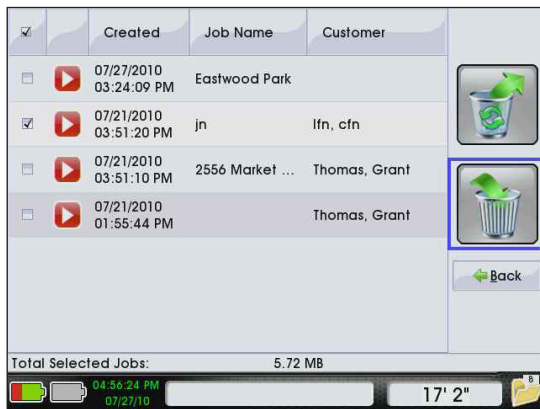 Created Job Name Customer
07/27/2010
03:24:09 PM
Eastwood Park
07/21/2010
03:51:20 PM
jn
lfn, cfn
07/21/2010
03:51:10 PM
2556 Market ...
Thomas, Grant
07/21/2010
01:55:44 PM
Thomas, Grant
Back
Total Selected Jobs: 5.72 MB
04:56:24 PM
07/27/10
17' 2"
8